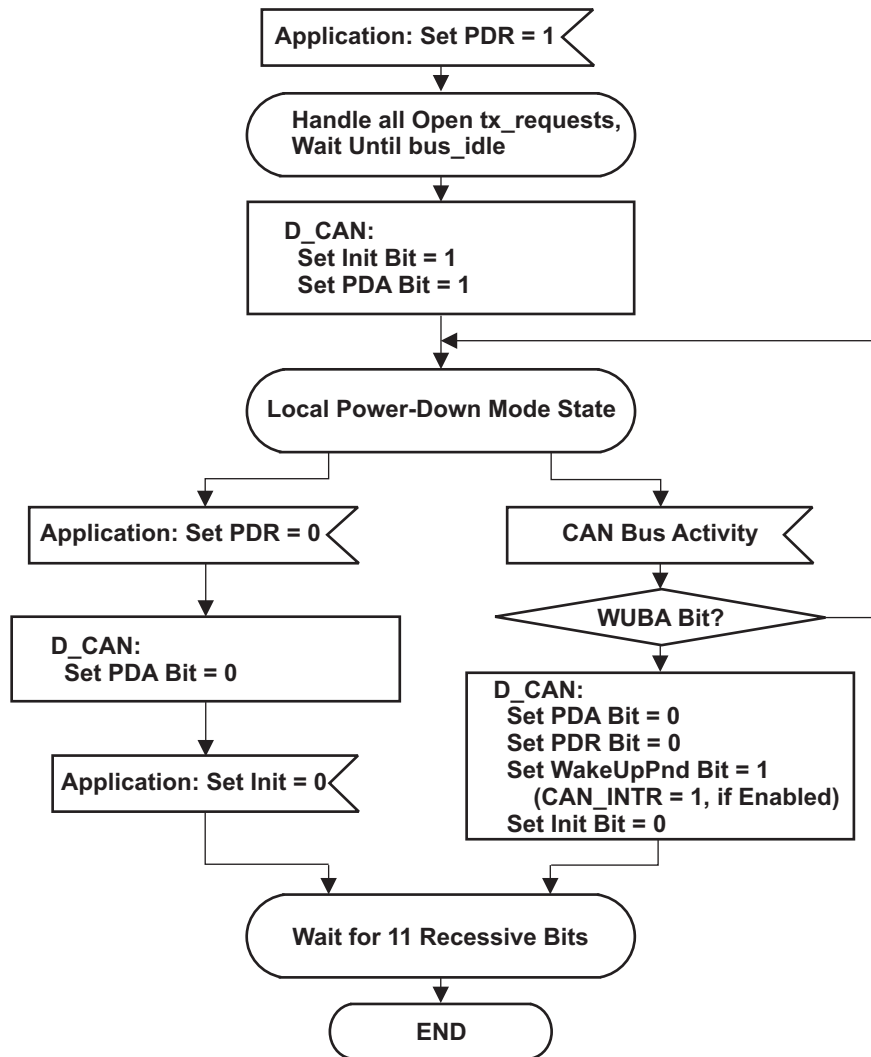 Application: Set PDR = 1
Handle all Open tx_requests,
Wait Until bus_idle
D_CAN:
Set Init Bit = 1
Set PDA Bit = 1
Local Power-Down Mode State
Application: Set PDR = 0
D_CAN:
Set PDA Bit = 0
Application: Set Init = 0
CAN Bus Activity
WUBA Bit?
D_CAN:
Set PDA Bit = 0
Set PDR Bit = 0
Set WakeUpPnd Bit = 1
(CAN_INTR = 1, if Enabled)
Set Init Bit = 0
Wait for 11 Recessive Bits
END